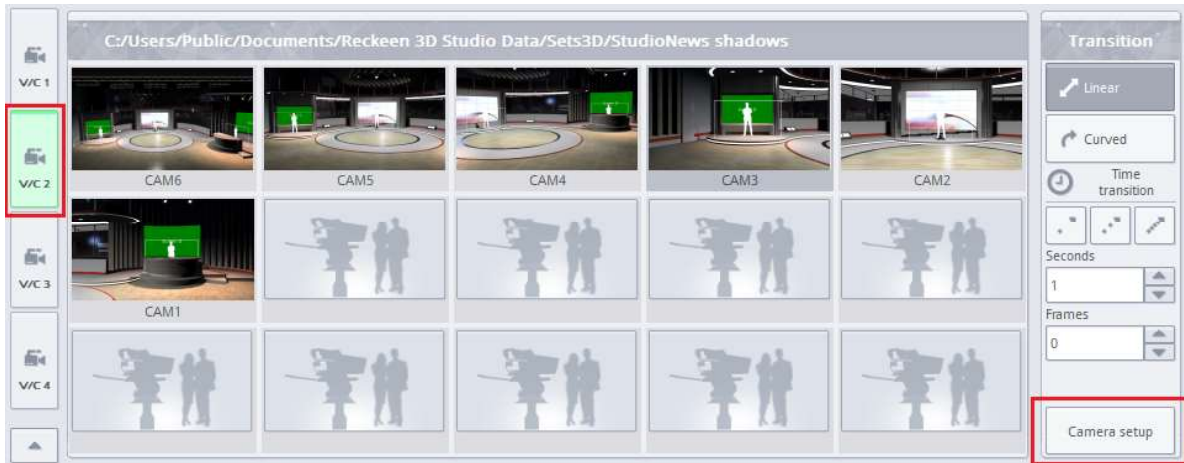 V/C 1
V/C 2
V/C 3
V/C 4
C:/Users/Public/Documents/Reckeen 3D Studio Data/Sets3D/StudioNews shadows
CAM6
CAM5
CAM4
CAM3
CAM2
CAM1
Transition
Linear
Curved
Time
transition
Seconds
1
Frames
0
Camera setup